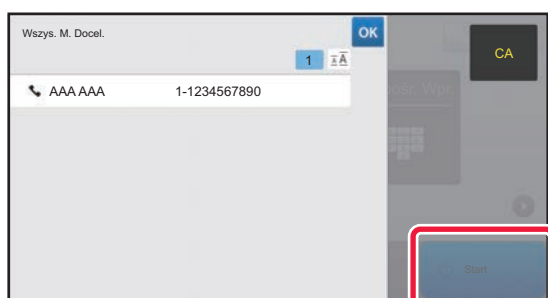 Wszys. M. Docel.
OK
CA
1
AAA AAA 1-1234567890
Start